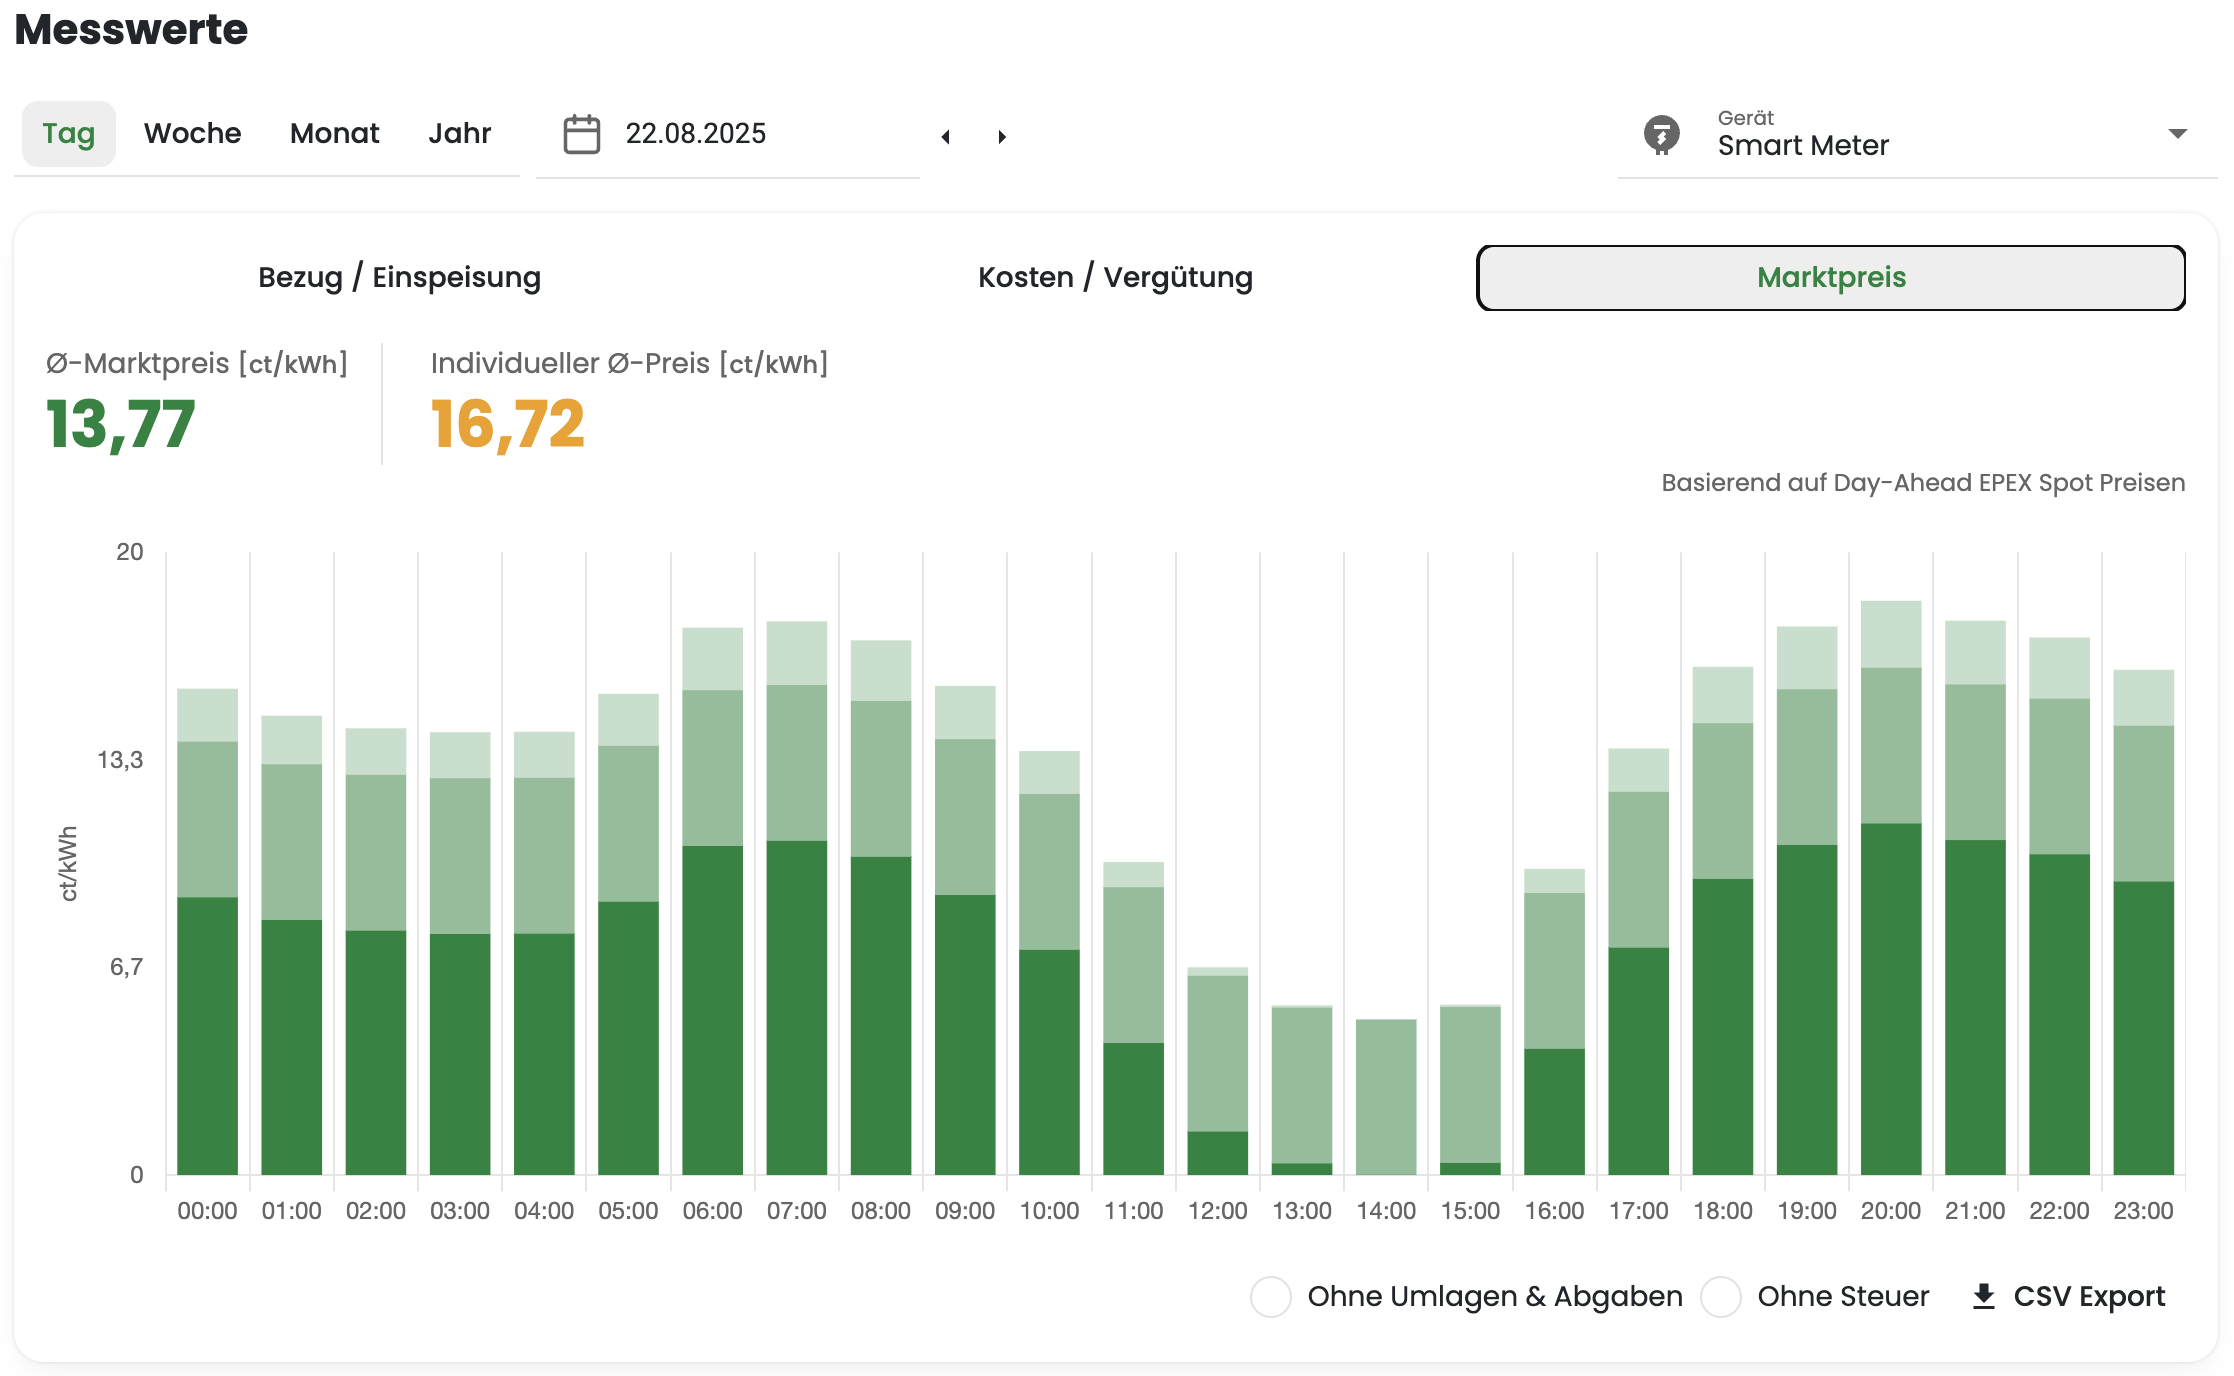 Messwerte
Tag Woche Monat Jahr 22.08.2025
Gerät
Smart Meter
Bezug / Einspeisung Kosten / Vergütung Marktpreis
Ø-Marktpreis [ct/kWh] Individueller Ø-Preis [ct/kWh]
13,77 16,72
Basierend auf Day-Ahead EPEX Spot Preisen
20
13,3
6,7
0
ct/kWh
00:00 01:00 02:00 03:00 04:00 05:00 06:00 07:00 08:00 09:00 10:00 11:00 12:00 13:00 14:00 15:00 16:00 17:00 18:00 19:00 20:00 21:00 22:00 23:00
Ohne Umlagen & Abgaben Ohne Steuer CSV Export